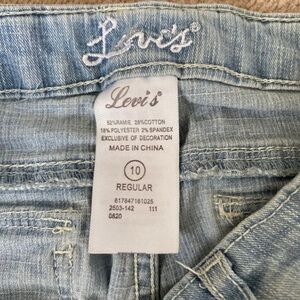 Levi's®
Levi's
52%RAMIE 28%COTTON
18% POLYESTER 2% SPANDEX
EXCLUSIVE OF DECORATION
MADE IN CHINA
10
REGULAR
617847161025
2503-142 111
0820